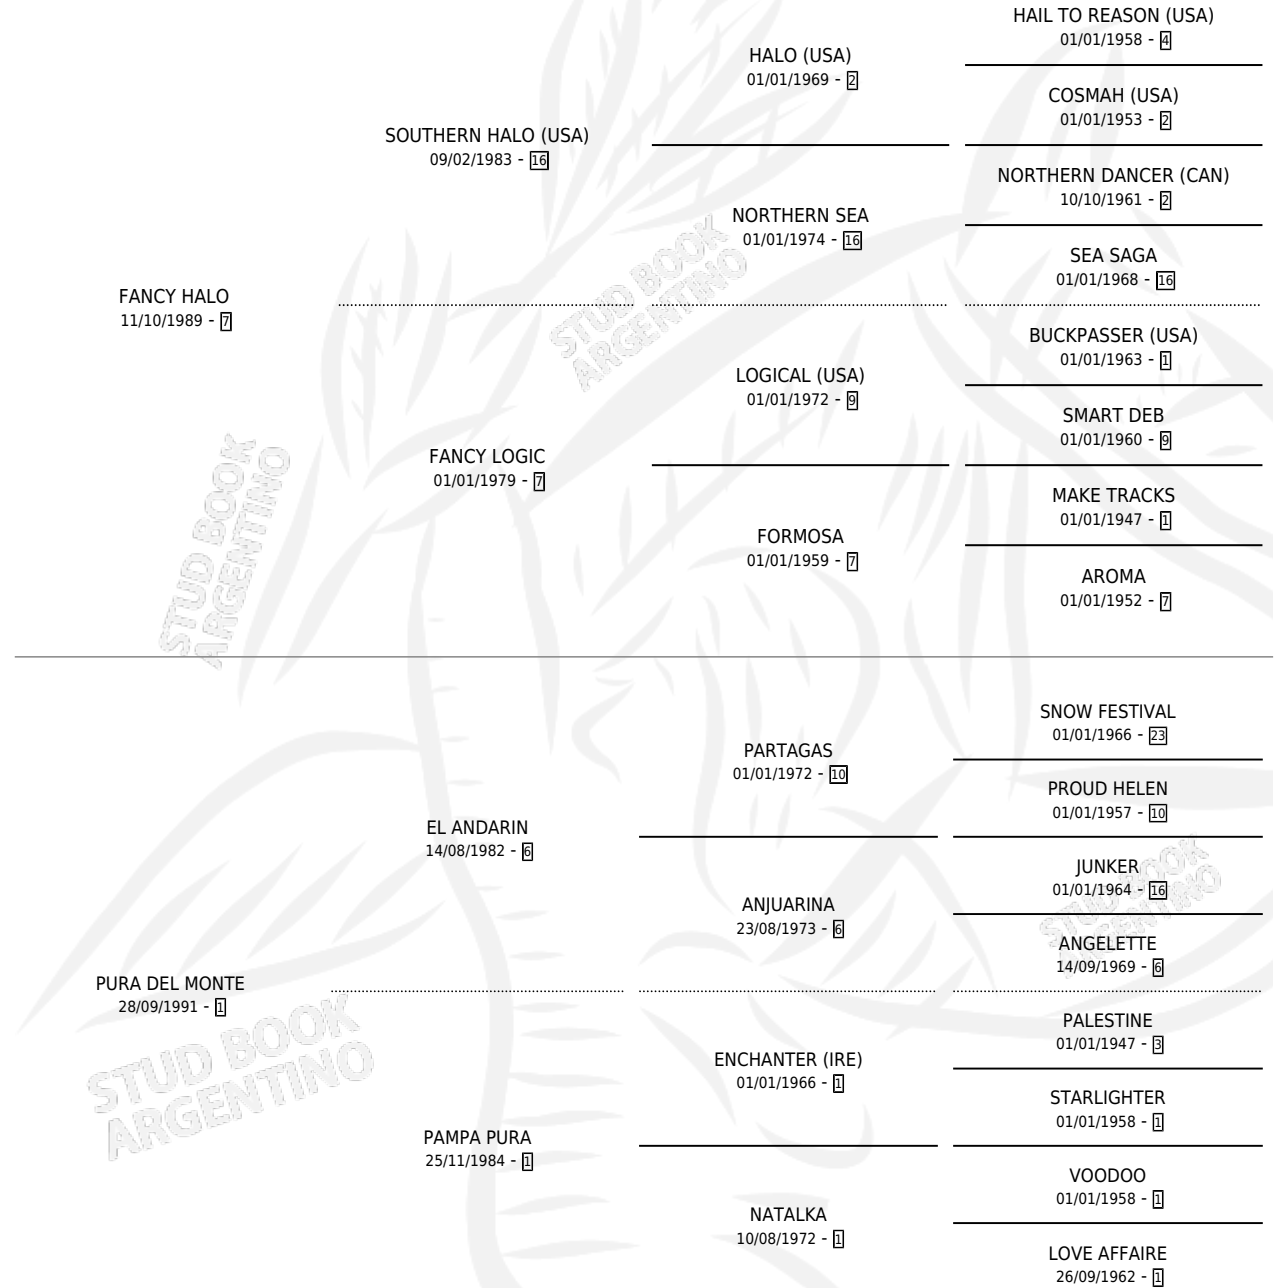 HAIL TO REASON (USA)
01/01/1958 - 4
HALO (USA)
01/01/1969 - 2
COSMAH (USA)
01/01/1953 - 2
SOUTHERN HALO (USA)
09/02/1983 - 16
NORTHERN DANCER (CAN)
10/10/1961 - 2
NORTHERN SEA
01/01/1974 - 16
SEA SAGA
01/01/1968 - 16
FANCY HALO
11/10/1989 - 7
STUD BOOK
ARGENTINO
BUCKPASSER (USA)
01/01/1963 - 1
LOGICAL (USA)
01/01/1972 - 9
SMART DEB
01/01/1960 - 9
FANCY LOGIC
01/01/1979 - 7
MAKE TRACKS
01/01/1947 - 1
FORMOSA
01/01/1959 - 7
AROMA
01/01/1952 - 7
STUD BOOK
ARGENTINO
SNOW FESTIVAL
01/01/1966 - 23
PARTAGAS
01/01/1972 - 10
PROUD HELEN
01/01/1957 - 10
EL ANDARIN
14/08/1982 - 6
JUNKER
01/01/1964 - 16
ANJUARINA
23/08/1973 - 6
ANGELETTE
14/09/1969 - 6
STUD BOOK
ARGENTINO
PURA DEL MONTE
28/09/1991 - 1
PALESTINE
01/01/1947 - 3
ENCHANTER (IRE)
01/01/1966 - 1
STARLIGHTER
01/01/1958 - 1
STUD BOOK
ARGENTINO
PAMPA PURA
25/11/1984 - 1
VOODOO
01/01/1958 - 1
NATALKA
10/08/1972 - 1
LOVE AFFAIRE
26/09/1962 - 1